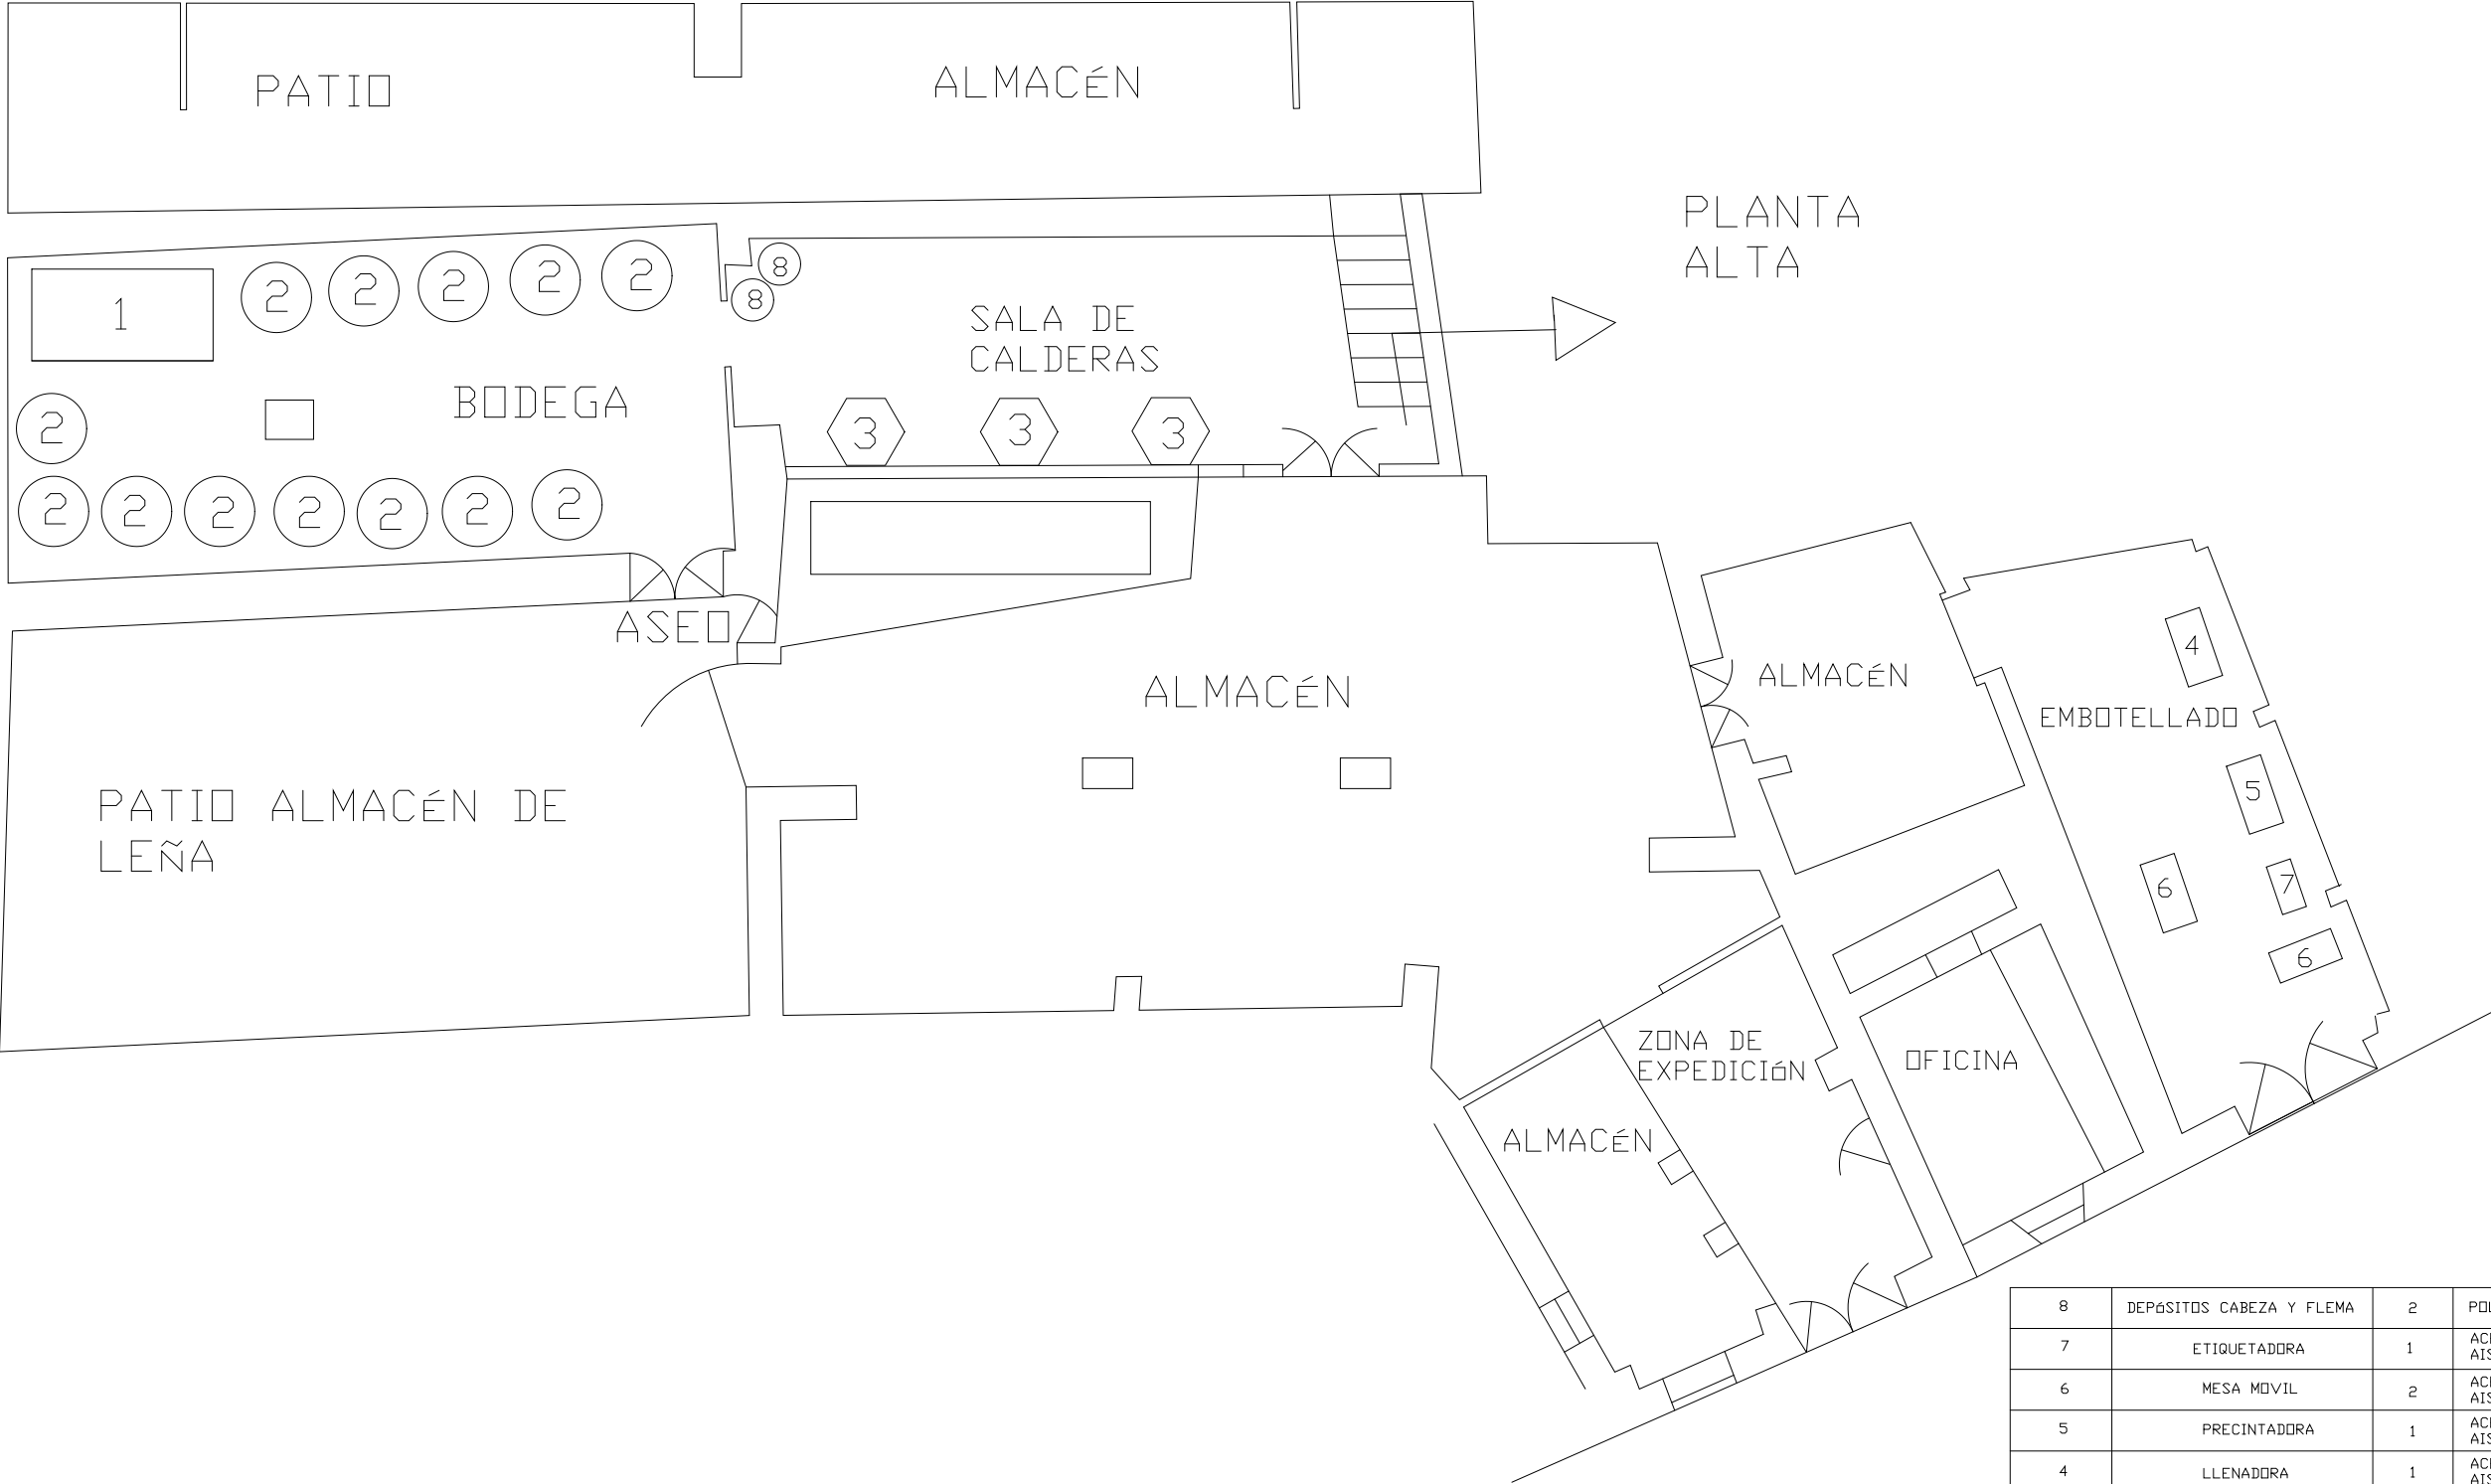 PATIO
ALMACéN
PLANTA
ALTA
1
2
2
2
2
2
8
8
SALA DE
CALDERAS
BODEGA
2
3
3
3
2
2
2
2
2
2
2
ASEO
ALMACéN
ALMACéN
4
EMBOTELLADO
5
6
7
6
PATIO ALMACéN DE
LEÑA
ZONA DE
EXPEDICIóN
OFICINA
ALMACéN
8 DEPóSITOS CABEZA Y FLEMA 2
7 ETIQUETADORA 1
6 MESA MOVIL 2
5 PRECINTADORA 1
4 LLENADORA 1